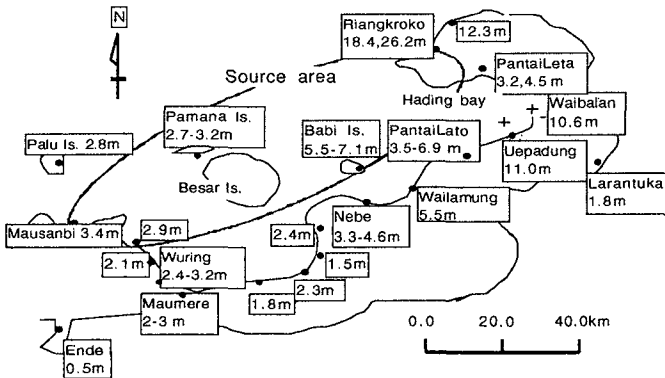 N
Riangkroko
18.4,26.2m
12.3m
Source area
PantaiLeta
3.2,4.5 m
Hading bay
Pamana Is.
2.7-3.2m
Babi Is.
5.5-7.1m
PantaiLato
3.5-6.9 m
Waibalan
10.6m
Palu Is. 2.8m
Besar Is.
Uepadung
11.0m
Larantuka
1.8m
Wailamung
5.5m
Mausanbi 3.4m
2.9m
2.4m
Nebe
3.3-4.6m
2.1m
Wuring
2.4-3.2m
1.5m
2.3m
1.8m
Maumere
2-3 m
0.0 20.0 40.0km
Ende
0.5m